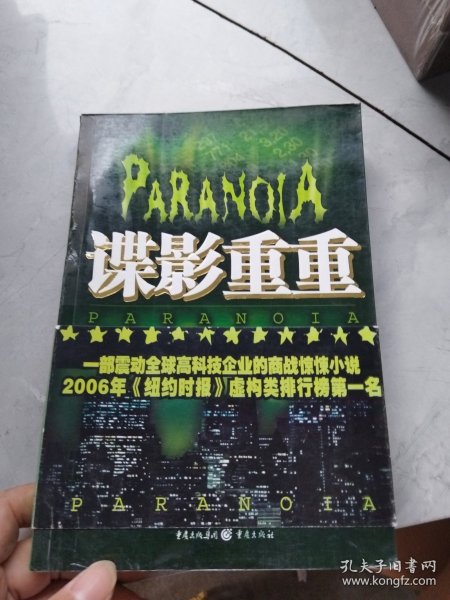 PARANOIA
谍影重重
PARANOIA
一部震动全球高科技企业的商战惊悚小说
2006年《纽约时报》虚构类排行榜第一名
PARANOIA
重庆出版集团 重庆出版社
孔夫子旧书网
www.kongfz.com